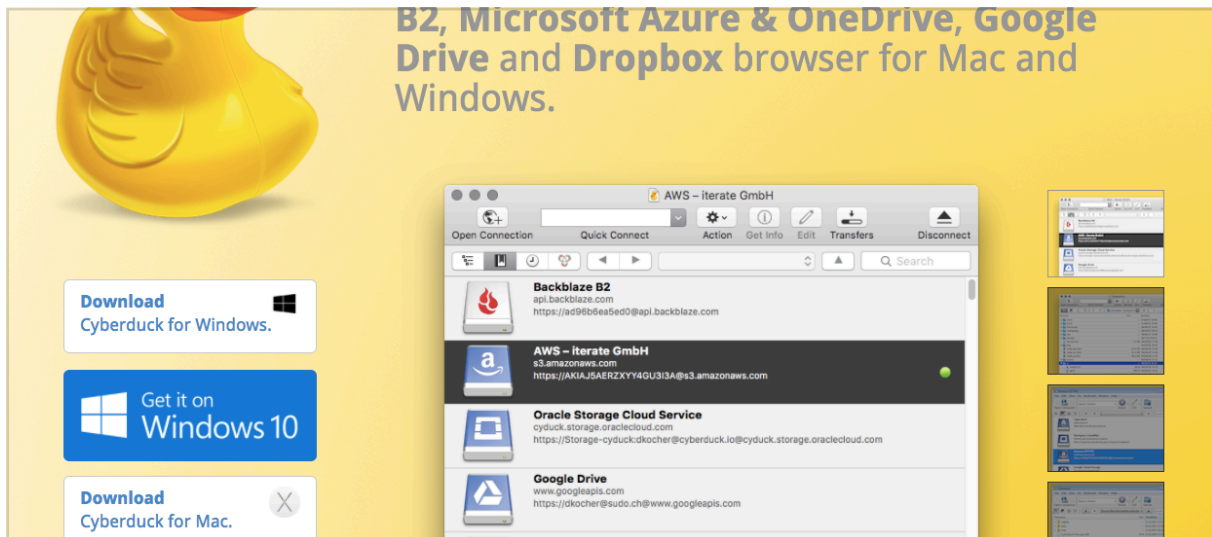 B2, Microsoft Azure & OneDrive, Google
Drive and Dropbox browser for Mac and
Windows.
AWS – iterate GmbH
Open Connection
Quick Connect
Action
Get Info
Edit
Transfers
Disconnect
Search
Backblaze B2
api.backblaze.com
https://ad96b6ea5ed0@api.backblaze.com
AWS – iterate GmbH
s3.amazonaws.com
https://AKIAJ5AERZXYY4GU3I3A@s3.amazonaws.com
Oracle Storage Cloud Service
cyduck.storage.oraclecloud.com
https://Storage-cyduck:dkocher@cyberduck.io@cyduck.storage.oraclecloud.com
Google Drive
www.googleapis.com
https://dkocher@sudo.ch@www.googleapis.com
Download
Cyberduck for Windows.
Get it on
Windows 10
Download
Cyberduck for Mac.